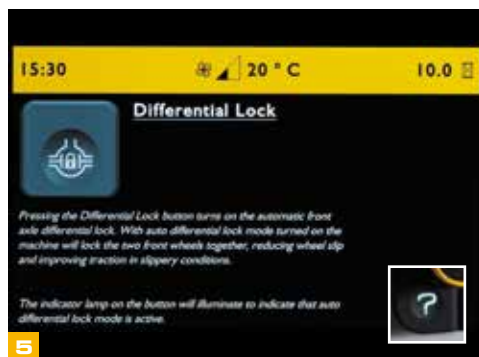 15:30 20 ° C 10.0
Differential Lock
Pressing the Differential Lock button turns on the automatic front
axle differential lock. With auto differential lock mode turned on the
machine will lock the two front wheels together, reducing wheel slip
and improving traction in slippery conditions.
The indicator lamp on the button will illuminate to indicate that auto
differential lock mode is active.
?
5